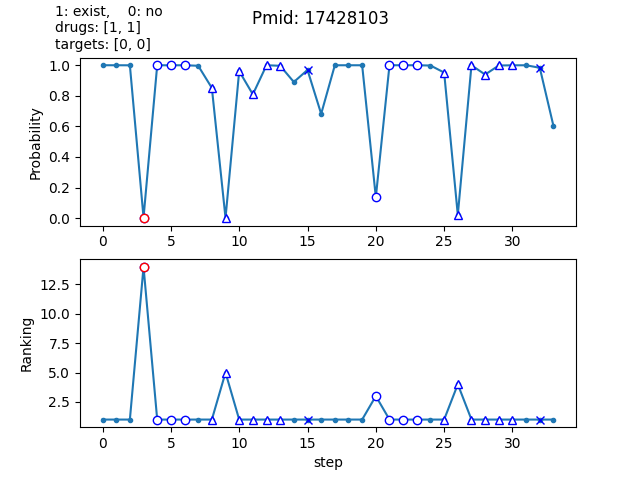 1: exist,    0: no
drugs: [1, 1]
targets: [0, 0]
Pmid: 17428103
1.0
0.8
0.6
0.4
0.2
0.0
Probability
0 5 10 15 20 25 30
12.5
10.0
7.5
5.0
2.5
Ranking
0 5 10 15 20 25 30
step